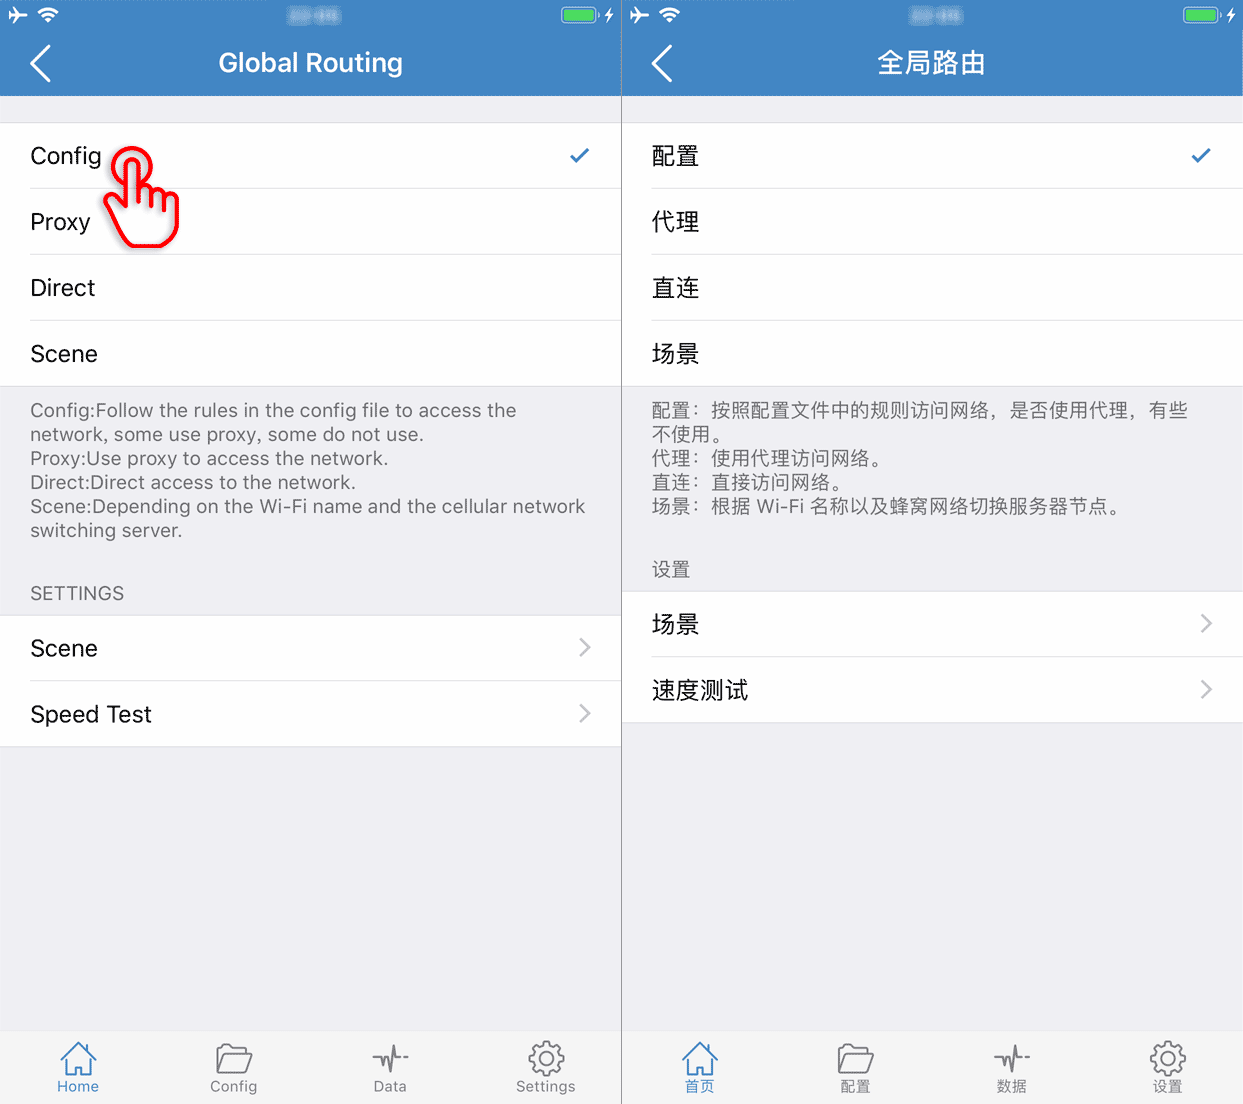 Global Routing
Config
Proxy
Direct
Scene
Config:Follow the rules in the config file to access the
network, some use proxy, some do not use.
Proxy:Use proxy to access the network.
Direct:Direct access to the network.
Scene:Depending on the Wi-Fi name and the cellular network
switching server.
SETTINGS
Scene
Speed Test
Home
Config
Data
Settings
全局路由
配置
代理
直连
场景
配置：按照配置文件中的规则访问网络，是否使用代理，有些
不使用。
代理：使用代理访问网络。
直连：直接访问网络。
场景：根据 Wi-Fi 名称以及蜂窝网络切换服务器节点。
设置
场景
速度测试
首页
配置
数据
设置